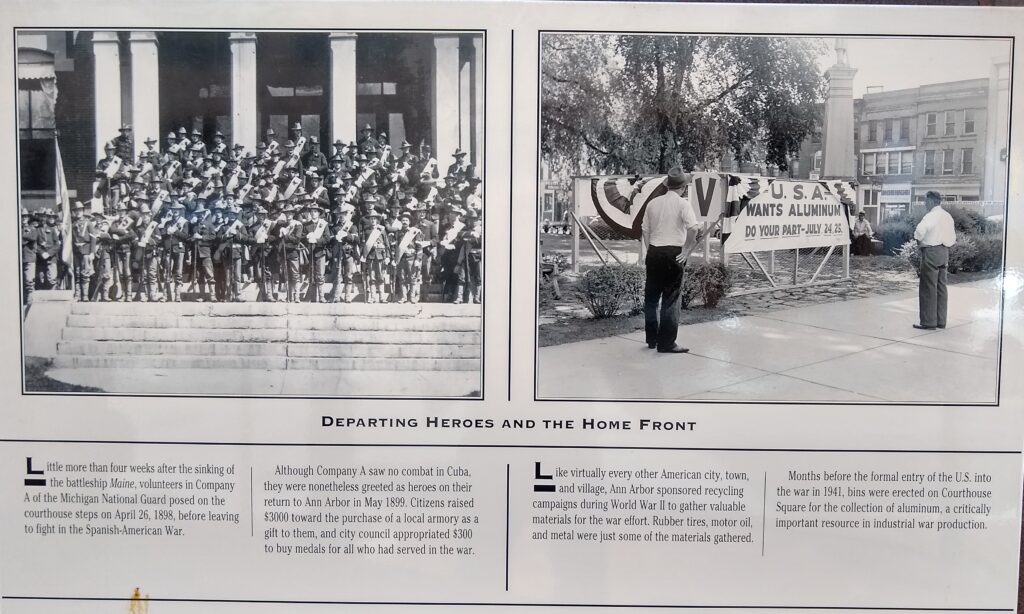 V
U.S.A.
WANTS ALUMINUM
DO YOUR PART-JULY 24, 25.
DEPARTING HEROES AND THE HOME FRONT
Little more than four weeks after the sinking of
the battleship Maine, volunteers in Company
A of the Michigan National Guard posed on the
courthouse steps on April 26, 1898, before leaving
to fight in the Spanish-American War.
Although Company A saw no combat in Cuba,
they were nonetheless greeted as heroes on their
return to Ann Arbor in May 1899. Citizens raised
$3000 toward the purchase of a local armory as a
gift to them, and city council appropriated $300
to buy medals for all who had served in the war.
Like virtually every other American city, town,
and village, Ann Arbor sponsored recycling
campaigns during World War II to gather valuable
materials for the war effort. Rubber tires, motor oil,
and metal were just some of the materials gathered.
Months before the formal entry of the U.S. into
the war in 1941, bins were erected on Courthouse
Square for the collection of aluminum, a critically
important resource in industrial war production.